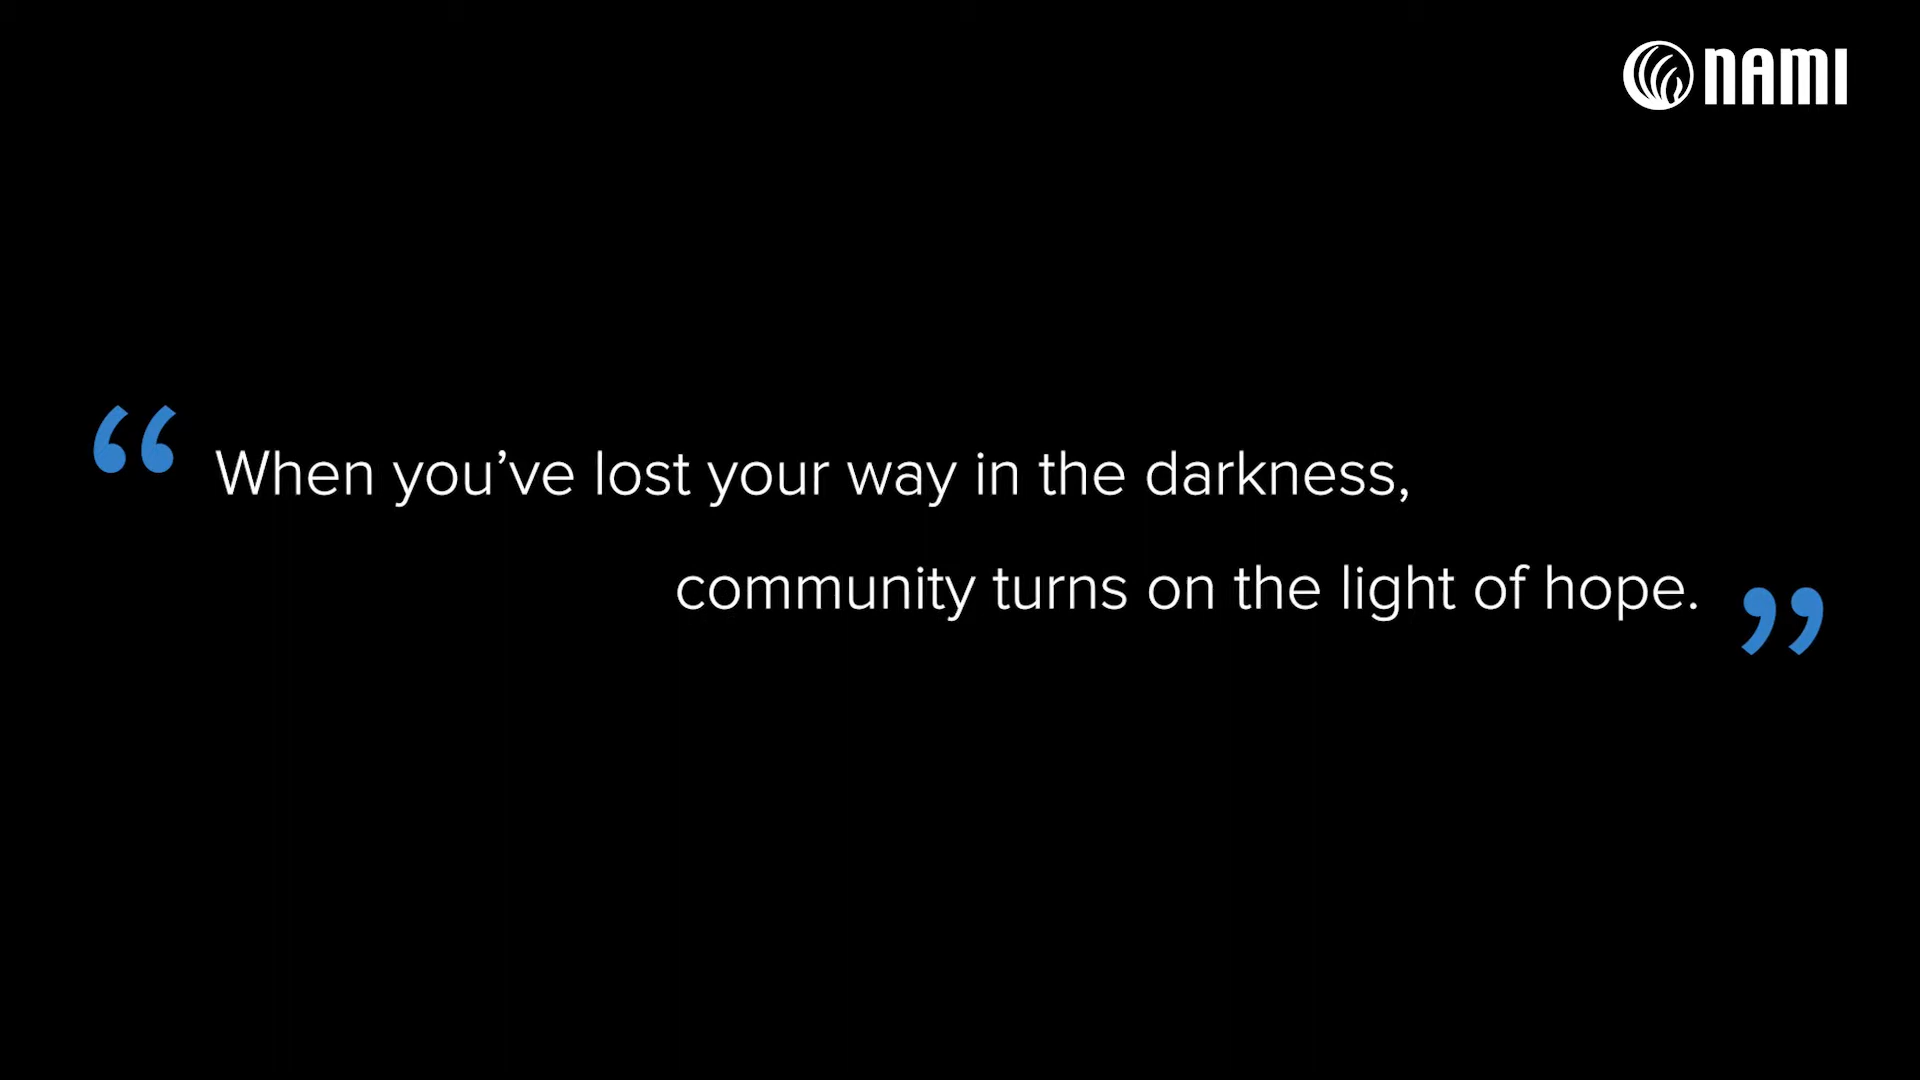 NAMI
“When you’ve lost your way in the darkness,
community turns on the light of hope.”